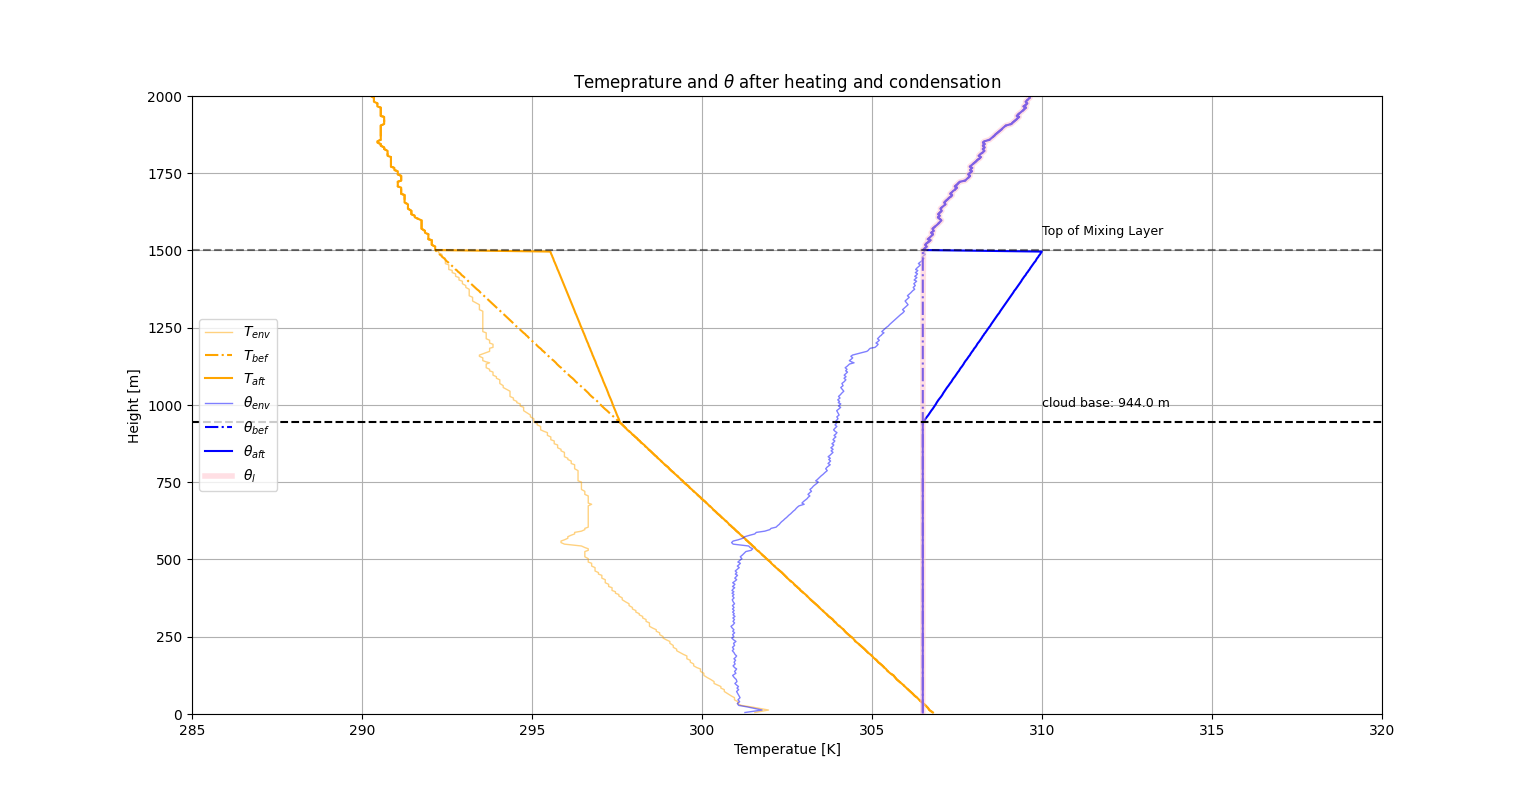 Temeprature and θ after heating and condensation
2000
1750
1500
1250
1000
750
500
250
0
Height [m]
Top of Mixing Layer
cloud base: 944.0 m
T_env
T_bef
T_aft
θ_env
θ_bef
θ_aft
θ_l
285 290 295 300 305 310 315 320
Temperatue [K]